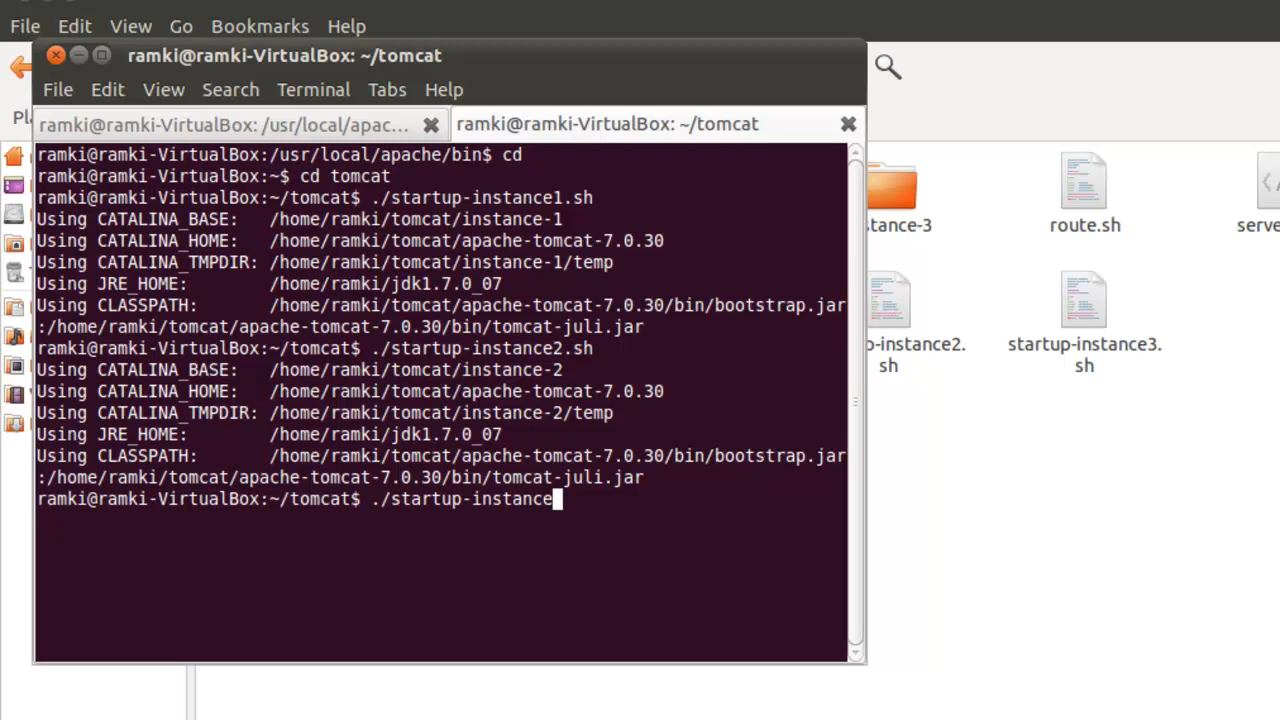 File Edit View Go Bookmarks Help
ramki@ramki-VirtualBox: ~/tomcat
File Edit View Search Terminal Tabs Help
ramki@ramki-VirtualBox: /usr/local/apac... ramki@ramki-VirtualBox: ~/tomcat
ramki@ramki-VirtualBox:/usr/local/apache/bin$ cd
ramki@ramki-VirtualBox:~$ cd tomcat
ramki@ramki-VirtualBox:~/tomcat$ ./startup-instance1.sh
Using CATALINA_BASE:   /home/ramki/tomcat/instance-1
Using CATALINA_HOME:   /home/ramki/tomcat/apache-tomcat-7.0.30
Using CATALINA_TMPDIR: /home/ramki/tomcat/instance-1/temp
Using JRE_HOME:        /home/ramki/jdk1.7.0_07
Using CLASSPATH:       /home/ramki/tomcat/apache-tomcat-7.0.30/bin/bootstrap.jar
:/home/ramki/tomcat/apache-tomcat-7.0.30/bin/tomcat-juli.jar
ramki@ramki-VirtualBox:~/tomcat$ ./startup-instance2.sh
Using CATALINA_BASE:   /home/ramki/tomcat/instance-2
Using CATALINA_HOME:   /home/ramki/tomcat/apache-tomcat-7.0.30
Using CATALINA_TMPDIR: /home/ramki/tomcat/instance-2/temp
Using JRE_HOME:        /home/ramki/jdk1.7.0_07
Using CLASSPATH:       /home/ramki/tomcat/apache-tomcat-7.0.30/bin/bootstrap.jar
:/home/ramki/tomcat/apache-tomcat-7.0.30/bin/tomcat-juli.jar
ramki@ramki-VirtualBox:~/tomcat$ ./startup-instance
tance-3 route.sh serve
-instance2. startup-instance3.
sh sh